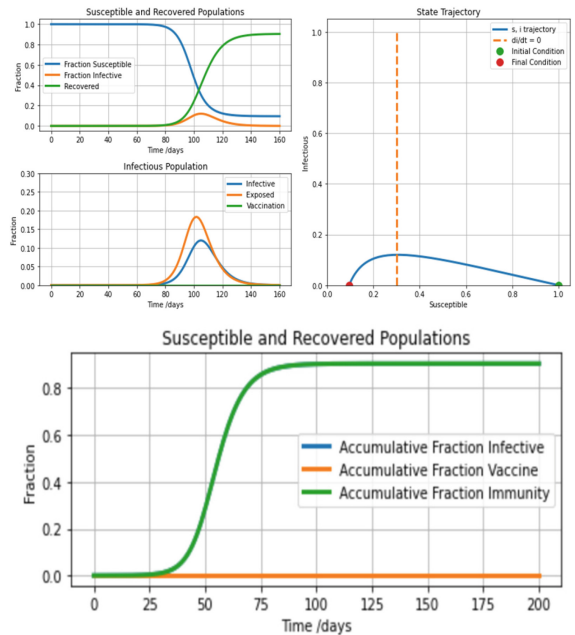 Susceptible and Recovered Populations
Fraction
1.0
0.8
0.6
0.4
0.2
0.0
Fraction Susceptible
Fraction Infective
Recovered
0 20 40 60 80 100 120 140 160
Time /days
Infectious Population
Fraction
0.30
0.25
0.20
0.15
0.10
0.05
0.00
Infective
Exposed
Vaccination
0 20 40 60 80 100 120 140 160
Time /days
State Trajectory
Infectious
1.0
0.8
0.6
0.4
0.2
0.0
s, i trajectory
di/dt = 0
Initial Condition
Final Condition
0.0 0.2 0.4 0.6 0.8 1.0
Susceptible
Susceptible and Recovered Populations
Fraction
0.8
0.6
0.4
0.2
0.0
Accumulative Fraction Infective
Accumulative Fraction Vaccine
Accumulative Fraction Immunity
0 25 50 75 100 125 150 175 200
Time /days